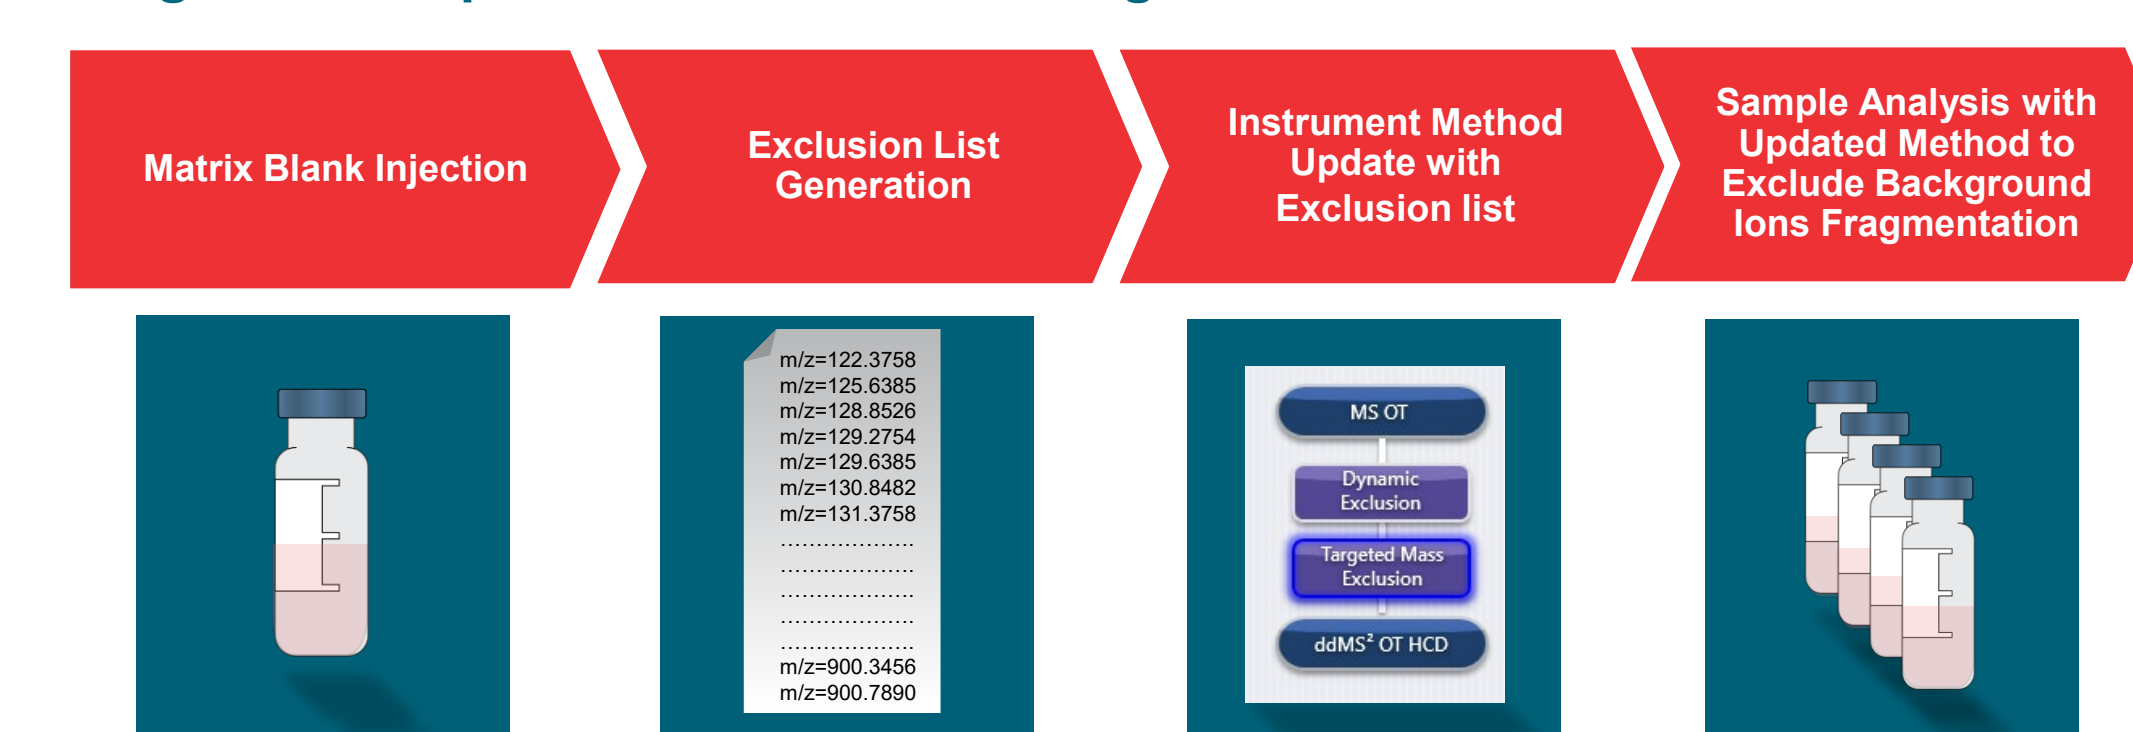 Matrix Blank Injection
Exclusion List
Generation
Instrument Method
Update with
Exclusion list
Sample Analysis with
Updated Method to
Exclude Background
Ions Fragmentation
m/z=122.3758
m/z=125.6385
m/z=128.8526
m/z=129.2754
m/z=129.6385
m/z=130.8482
m/z=131.3758
...................
...................
...................
...................
...................
m/z=900.3456
m/z=900.7890
MS OT
Dynamic
Exclusion
Targeted Mass
Exclusion
ddMS² OT HCD